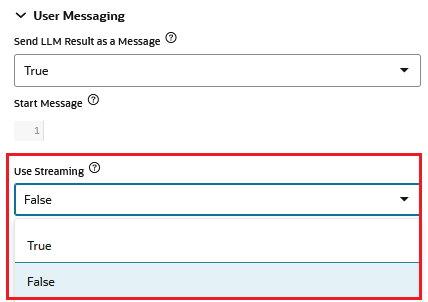 User Messaging
Send LLM Result as a Message ?
True
Start Message ?
1
Use Streaming ?
False
True
False